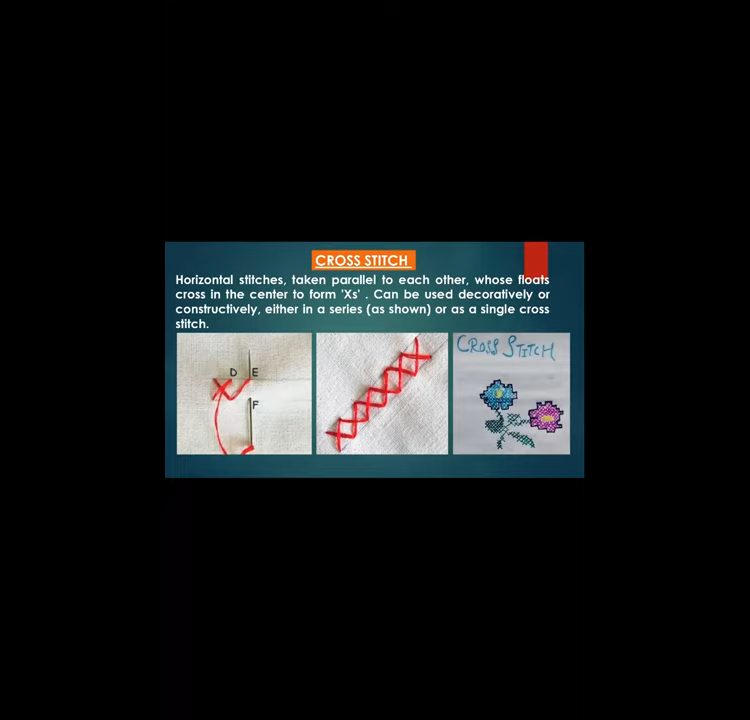 CROSS STITCH
Horizontal stitches, taken parallel to each other, whose floats
cross in the center to form 'Xs' . Can be used decoratively or
constructively, either in a series (as shown) or as a single cross
stitch.
D E
F
CROSS STITCH